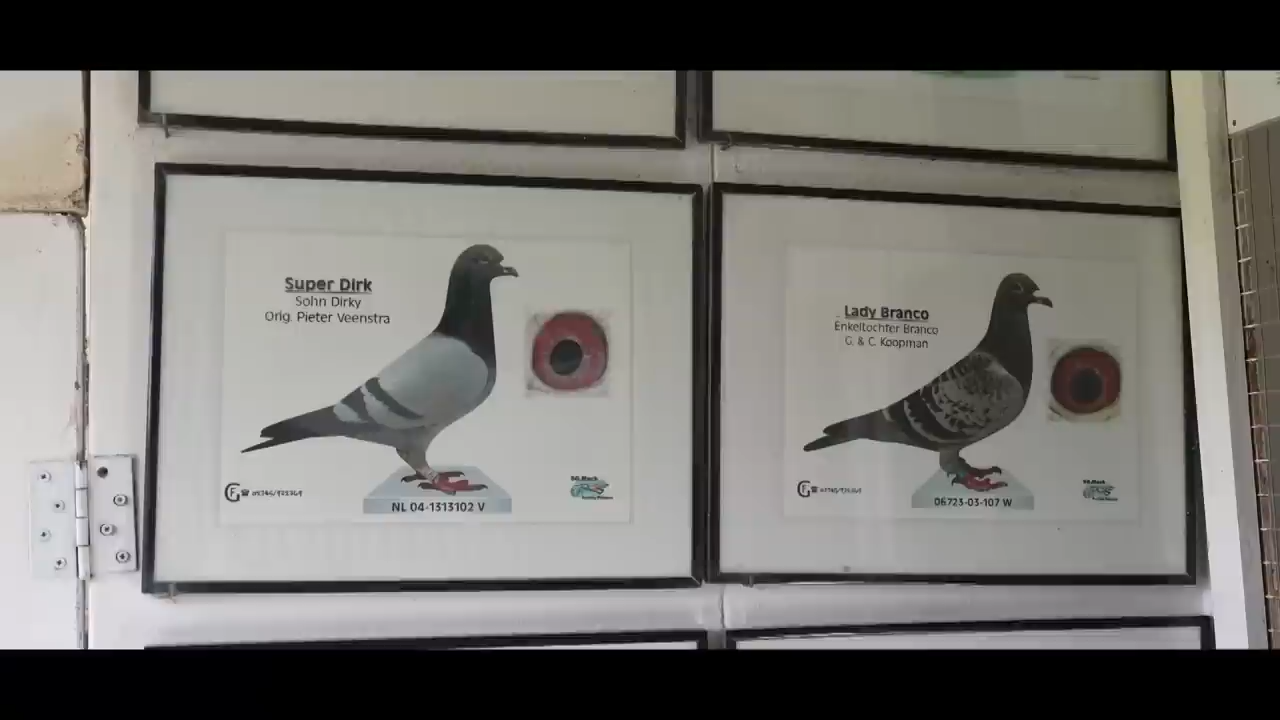 Super Dirk
Sohn Dirky
Orig. Pieter Veenstra
NL 04-1313102 V
Lady Branco
Enkeltochter Branco
G. & C. Koopman
06723-03-107 W